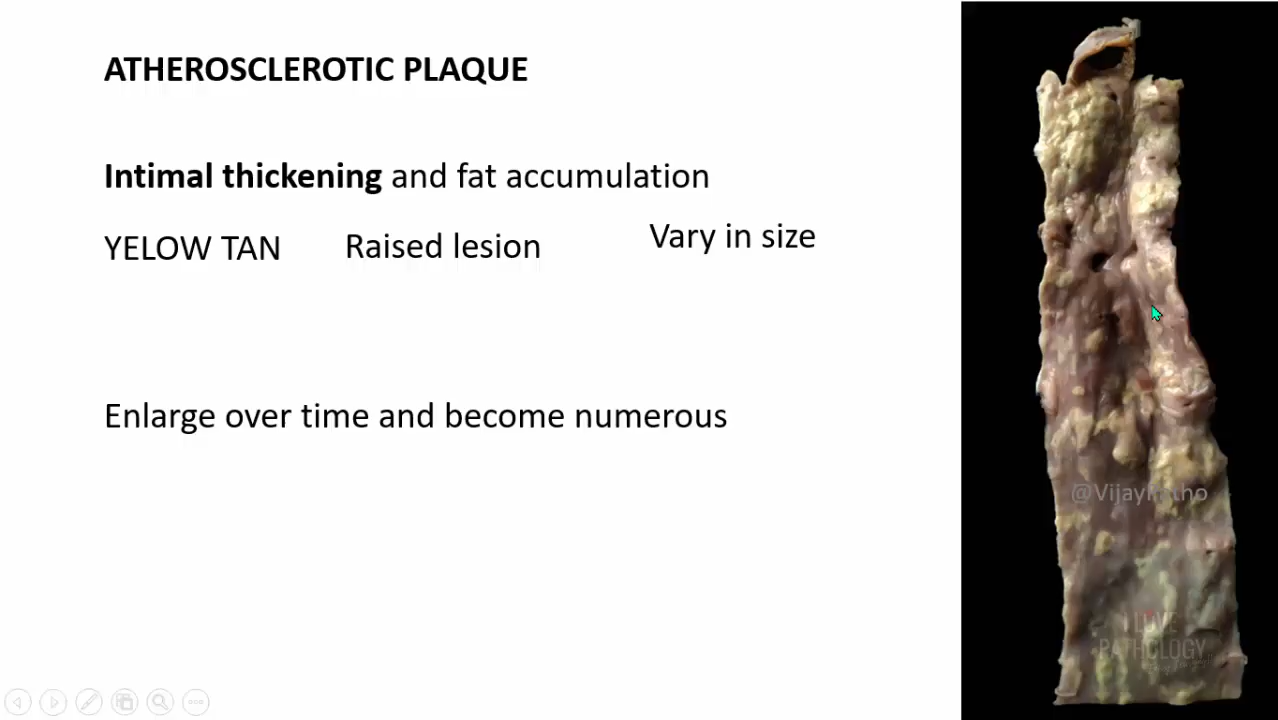 ATHEROSCLEROTIC PLAQUE
Intimal thickening and fat accumulation
YELOW TAN Raised lesion Vary in size
Enlarge over time and become numerous
I LOVE
PATHOLOGY